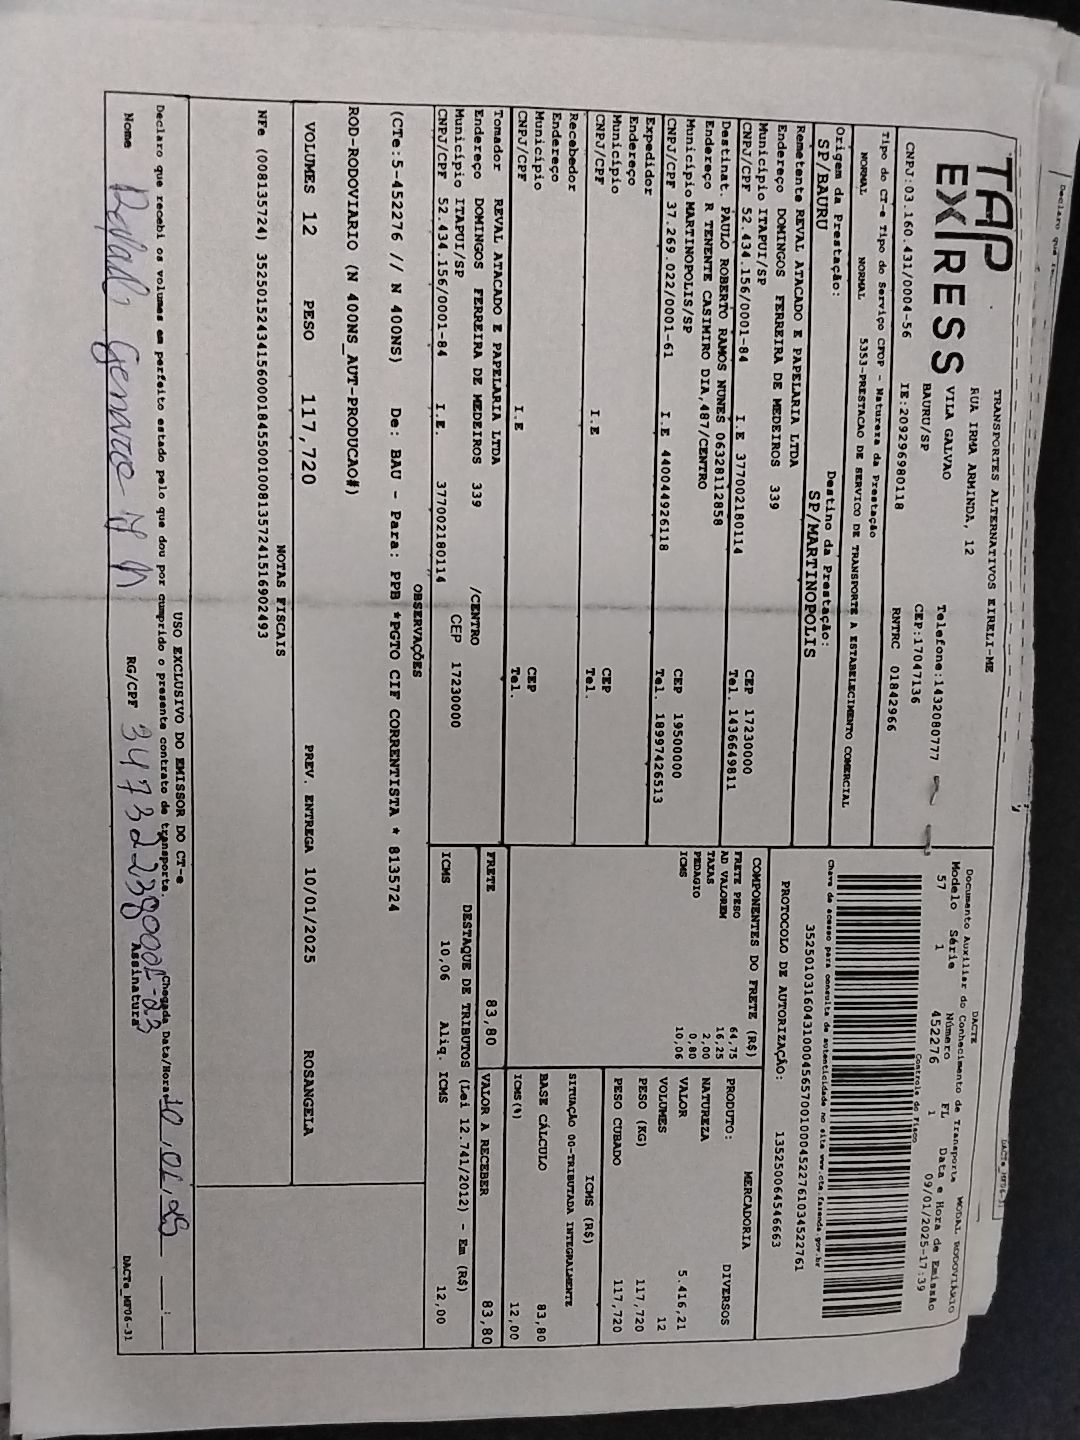 TAP
EXPRESS
TRANSPORTES ALTERNATIVOS EIRELI-ME
RUA IRMA ARMINDA, 12
VILA GALVAO Telefone:1432080777
BAURU/SP CEP:17047136
CNPJ:03.160.431/0004-56 IE:209296980118 RNTRC 01842966
DACTE
Documento Auxiliar do Conhecimento de Transporte MODAL RODOVIÁRIO
Modelo Série Número FL Data e Hora de Emissão
57 1 452276 1 09/01/2025-17:39
Controle do Fisco
Chave de acesso para consulta de autenticidade no site www.cte.fazenda.gov.br
PROTOCOLO DE AUTORIZAÇÃO: 135250064546663
Tipo do CT-e Tipo do Serviço CFOP - Natureza da Prestação
NORMAL NORMAL 5353-PRESTACAO DE SERVICO DE TRANSPORTE A ESTABELECIMENTO COMERCIAL
Origem da Prestação: Destino da Prestação:
SP/BAURU SP/MARTINOPOLIS
Remetente REVAL ATACADO E PAPELARIA LTDA
Endereço DOMINGOS FERREIRA DE MEDEIROS 339
Município ITAPUI/SP CEP 17230000
CNPJ/CPF 52.434.156/0001-84 I.E 377002180114 Tel. 1436649811
Destinat. PAULO ROBERTO RAMOS NUNES 06328112858
Endereço R TENENTE CASIMIRO DIA,487/CENTRO
Município MARTINOPOLIS/SP CEP 19500000
CNPJ/CPF 37.269.022/0001-61 I.E 440044926118 Tel. 18997426513
Expedidor
Endereço
Município CEP
CNPJ/CPF I.E Tel.
Recebedor
Endereço
Município CEP
CNPJ/CPF I.E Tel.
Tomador REVAL ATACADO E PAPELARIA LTDA
Endereço DOMINGOS FERREIRA DE MEDEIROS 339 /CENTRO
Município ITAPUI/SP CEP 17230000
CNPJ/CPF 52.434.156/0001-84 I.E. 377002180114
COMPONENTES DO FRETE (R$)
FRETE PESO 64,75
AD VALOREM 16,25
TAXAS 2,00
PEDAGIO 0,80
ICMS 10,06
MERCADORIA
PRODUTO: DIVERSOS
NATUREZA
VALOR 5.416,21
VOLUMES 12
PESO (KG) 117,720
PESO CUBADO 117,720
ICMS (R$)
SITUAÇÃO 00-TRIBUTADA INTEGRALMENTE
BASE CÁLCULO 83,80
ICMS(%) 12,00
FRETE 83,80 VALOR A RECEBER 83,80
DESTAQUE DE TRIBUTOS (Lei 12.741/2012) - Em (R$)
ICMS 10,06 Aliq. ICMS 12,00
OBSERVAÇÕES
(CTe:5-452276 // N 400NS) De: BAU - Para: PPB *PGTO CIF CORRENTISTA * 8135724
ROD-RODOVIARIO (N 400NS_AUT-PRODUCAO#)
VOLUMES 12 PESO 117,720 PREV. ENTREGA 10/01/2025 ROSANGELA
NOTAS FISCAIS
USO EXCLUSIVO DO EMISSOR DO CT-e
Declaro que recebi os volumes em perfeito estado pelo que dou por cumprido o presente contrato de transporte. Chegada Data/Hora 10,01,25 :
Nome RG/CPF Assinatura
DACTe_MF06-31